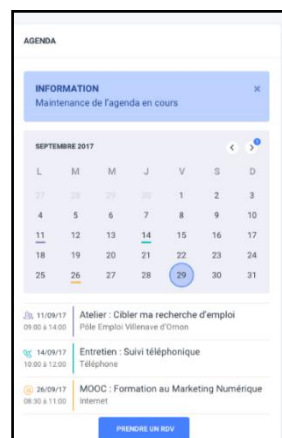 AGENDA
INFORMATION ×
Maintenance de l'agenda en cours
SEPTEMBRE 2017 < >
L M M J V S D
27 28 29 30 1 2 3
4 5 6 7 8 9 10
11 12 13 14 15 16 17
18 19 20 21 22 23 24
25 26 27 28 29 30 31
11/09/17 Atelier : Cibler ma recherche d'emploi
09:00 à 14:00 Pôle Emploi Villenave d'Ornon
14/09/17 Entretien : Suivi téléphonique
10:00 à 12:00 Téléphone
26/09/17 MOOC : Formation au Marketing Numérique
08:30 à 11:00 Internet
PRENDRE UN RDV